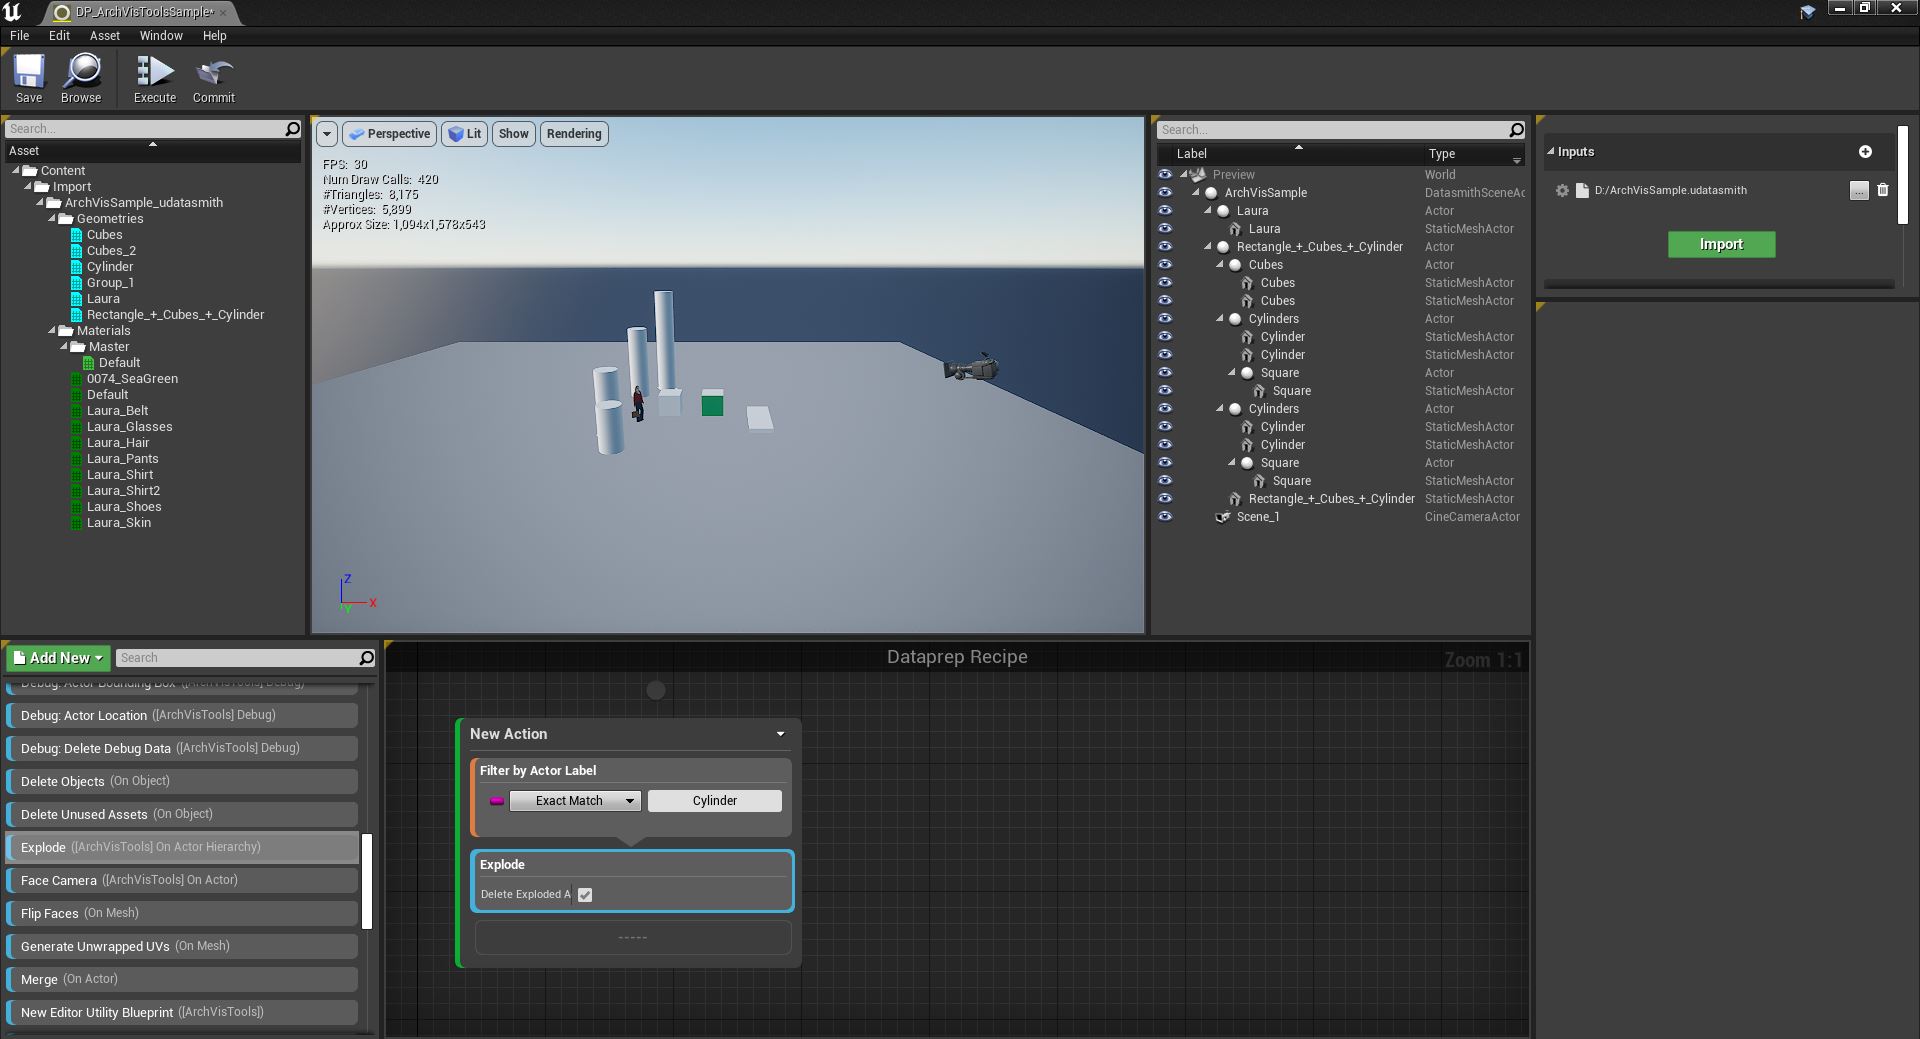 DP_ArchVisToolsSample*
File Edit Asset Window Help
Save Browse Execute Commit
Search...
Asset
Content
Import
ArchVisSample_udatasmith
Geometries
Cubes
Cubes_2
Cylinder
Group_1
Laura
Rectangle_+_Cubes_+_Cylinder
Materials
Master
Default
0074_SeaGreen
Default
Laura_Belt
Laura_Glasses
Laura_Hair
Laura_Pants
Laura_Shirt
Laura_Shirt2
Laura_Shoes
Laura_Skin
Perspective Lit Show Rendering
FPS: 30
Num Draw Calls: 420
#Triangles: 8,175
#Vertices: 5,899
Approx Size: 1,094x1,578x543
Z
X
Y
Search...
Label Type
Preview World
ArchVisSample DatasmithSceneAc
Laura Actor
Laura StaticMeshActor
Rectangle_+_Cubes_+_Cylinder Actor
Cubes Actor
Cubes StaticMeshActor
Cubes StaticMeshActor
Cylinders Actor
Cylinder StaticMeshActor
Cylinder StaticMeshActor
Square Actor
Square StaticMeshActor
Cylinders Actor
Cylinder StaticMeshActor
Cylinder StaticMeshActor
Square Actor
Square StaticMeshActor
Rectangle_+_Cubes_+_Cylinder StaticMeshActor
Scene_1 CineCameraActor
Inputs
D:/ArchVisSample.udatasmith ...
Import
Add New Search
Debug: Actor Bounding Box ([ArchVisTools] Debug)
Debug: Actor Location ([ArchVisTools] Debug)
Debug: Delete Debug Data ([ArchVisTools] Debug)
Delete Objects (On Object)
Delete Unused Assets (On Object)
Explode ([ArchVisTools] On Actor Hierarchy)
Face Camera ([ArchVisTools] On Actor)
Flip Faces (On Mesh)
Generate Unwrapped UVs (On Mesh)
Merge (On Actor)
New Editor Utility Blueprint ([ArchVisTools])
Dataprep Recipe
Zoom 1:1
New Action
Filter by Actor Label
Exact Match Cylinder
Explode
Delete Exploded A
-----